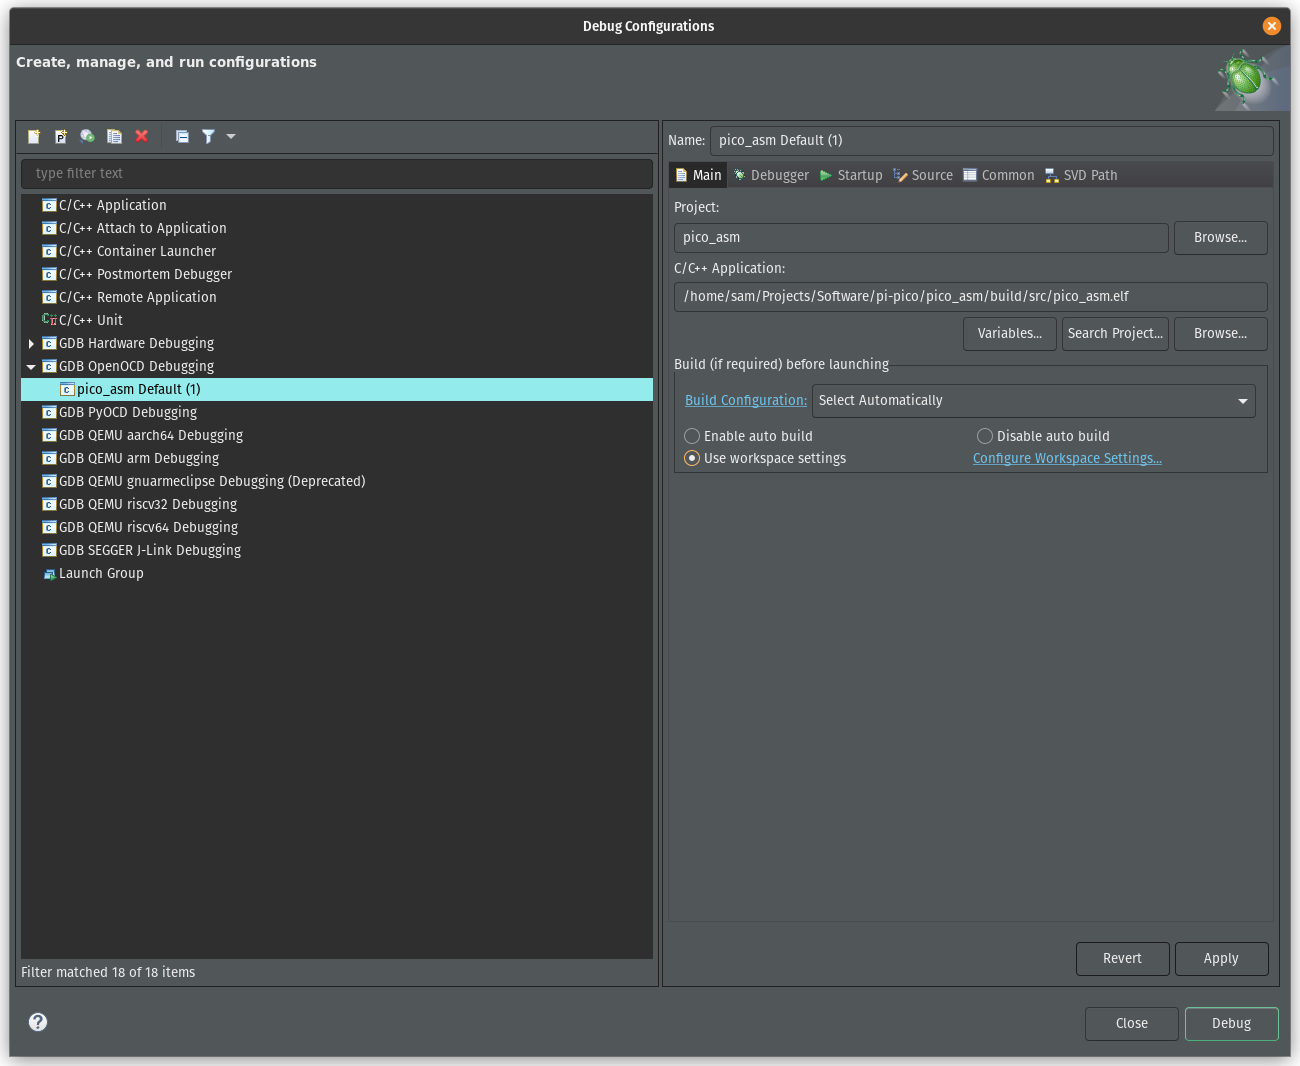 Debug Configurations
Create, manage, and run configurations
type filter text
C/C++ Application
C/C++ Attach to Application
C/C++ Container Launcher
C/C++ Postmortem Debugger
C/C++ Remote Application
C/C++ Unit
GDB Hardware Debugging
GDB OpenOCD Debugging
pico_asm Default (1)
GDB PyOCD Debugging
GDB QEMU aarch64 Debugging
GDB QEMU arm Debugging
GDB QEMU gnuarmeclipse Debugging (Deprecated)
GDB QEMU riscv32 Debugging
GDB QEMU riscv64 Debugging
GDB SEGGER J-Link Debugging
Launch Group
Filter matched 18 of 18 items
Name: pico_asm Default (1)
Main Debugger Startup Source Common SVD Path
Project:
pico_asm Browse...
C/C++ Application:
/home/sam/Projects/Software/pi-pico/pico_asm/build/src/pico_asm.elf
Variables... Search Project... Browse...
Build (if required) before launching
Build Configuration: Select Automatically
Enable auto build Disable auto build
Use workspace settings Configure Workspace Settings...
Revert Apply
Close Debug